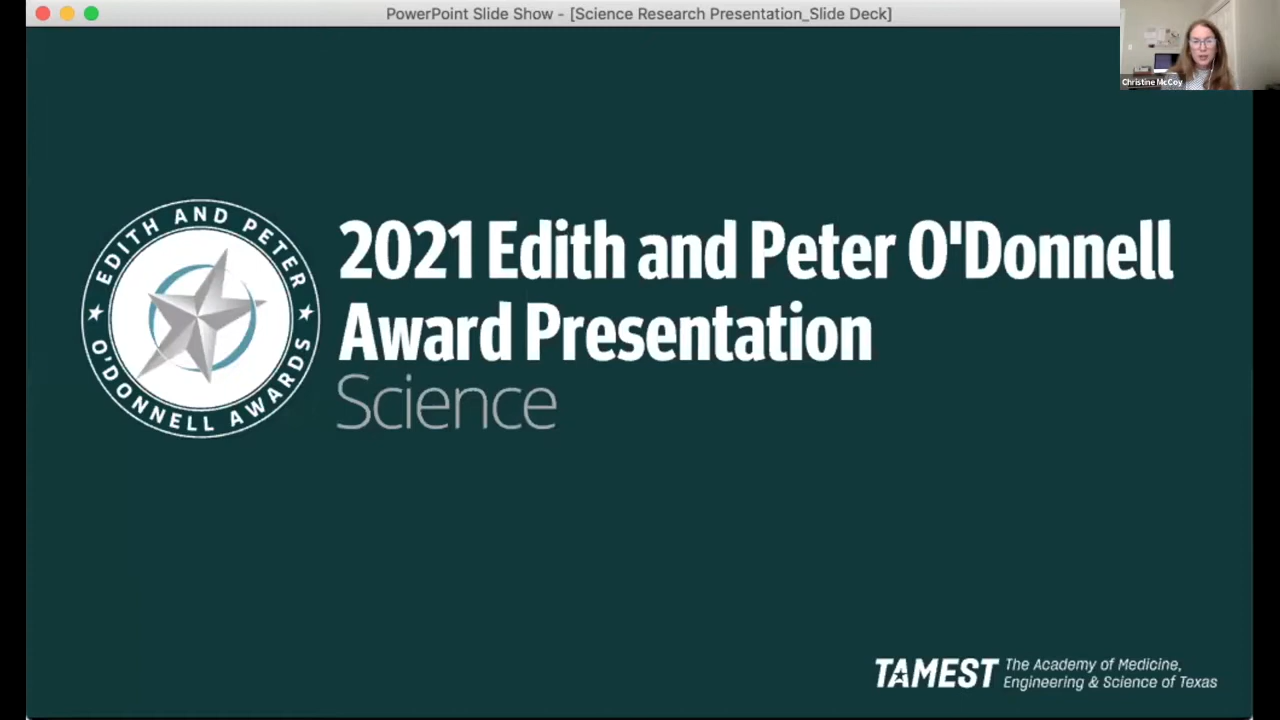 PowerPoint Slide Show - [Science Research Presentation_Slide Deck]
Christine McCoy
EDITH AND PETER
O'DONNELL AWARDS
2021 Edith and Peter O'Donnell
Award Presentation
Science
TAMEST
The Academy of Medicine,
Engineering & Science of Texas